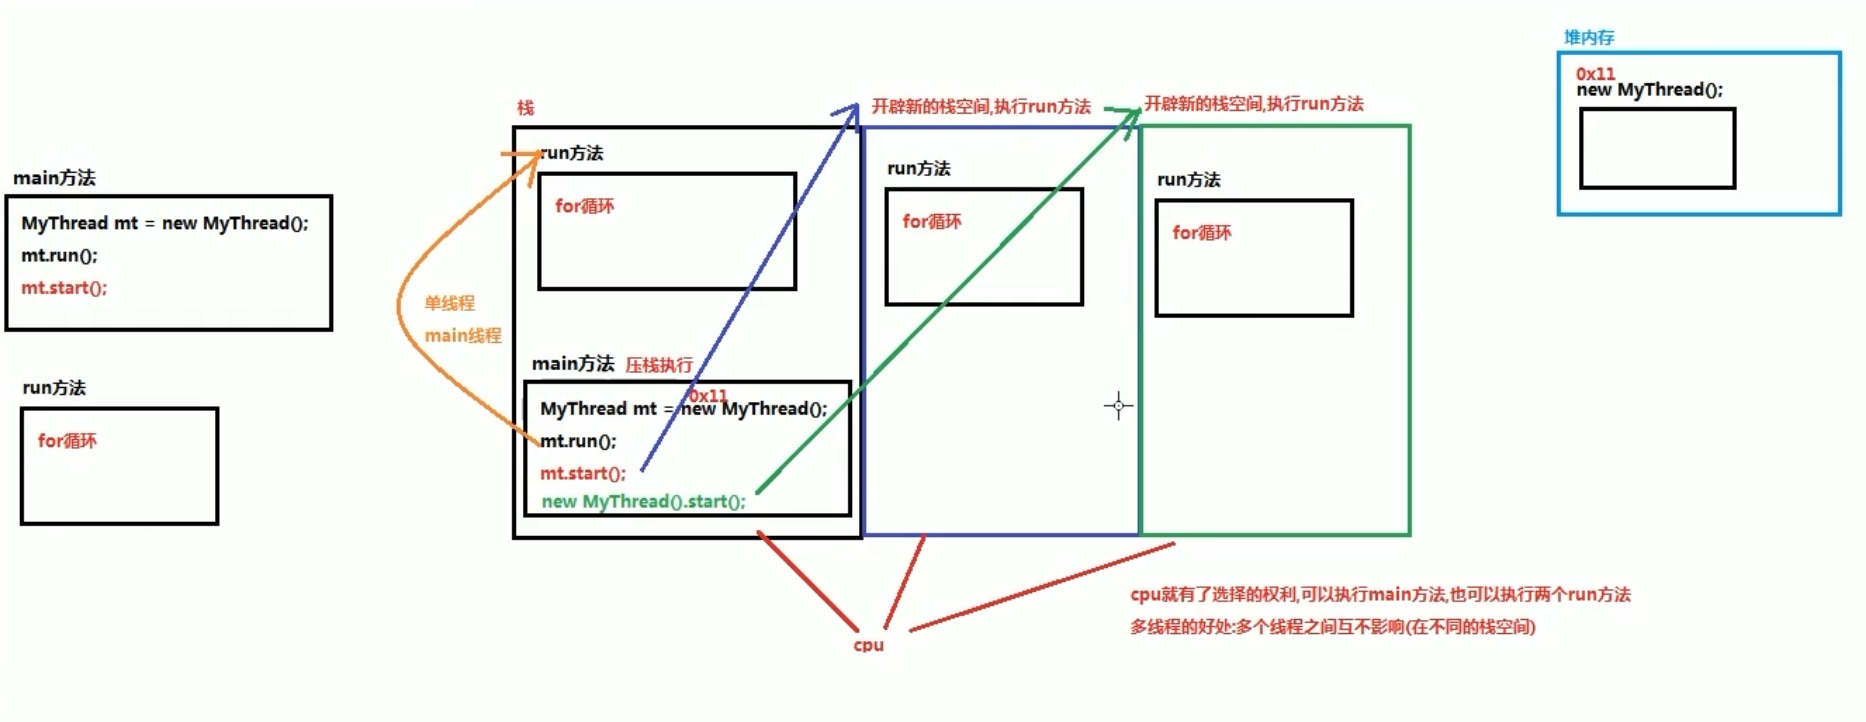 main方法
MyThread mt = new MyThread();
mt.run();
mt.start();
run方法
for循环
单线程
main线程
栈
run方法
for循环
main方法 压栈执行
0x11
MyThread mt = new MyThread();
mt.run();
mt.start();
new MyThread().start();
开辟新的栈空间,执行run方法
run方法
for循环
开辟新的栈空间,执行run方法
run方法
for循环
cpu
堆内存
0x11
new MyThread();
cpu就有了选择的权利,可以执行main方法,也可以执行两个run方法
多线程的好处:多个线程之间互不影响(在不同的栈空间)